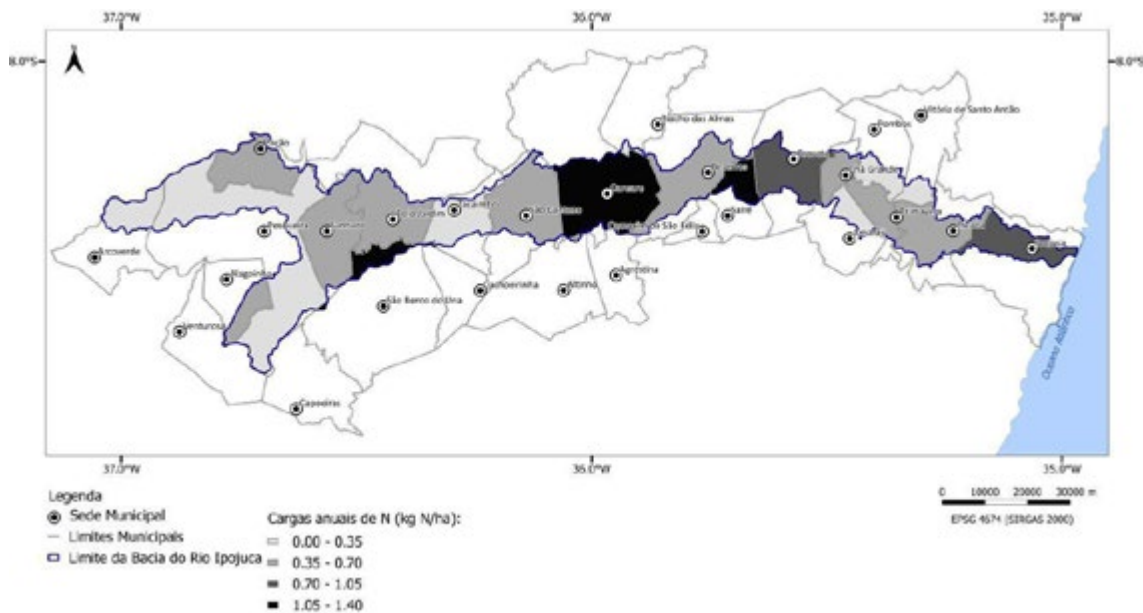 37.0°W 36.0°W 35.0°W
8.0°S 8.0°S
N
Vitória de Santo Antão
Riacho das Almas
Pombos
Poção
Chã Grande
Caruaru
Sairé
Pesqueira
São Caitano
Arcoverde
Alagoinha
Agrestina
Cachoeirinha
Altinho
São Bento do Una
Venturosa
Capoeiras
Oceano Atlântico
37.0°W 36.0°W 35.0°W
Legenda
Sede Municipal
Limites Municipais
Limite da Bacia do Rio Ipojuca
Cargas anuais de N (kg N/ha):
0.00 - 0.35
0.35 - 0.70
0.70 - 1.05
1.05 - 1.40
0 10000 20000 30000 m
EPSG 4674 (SIRGAS 2000)